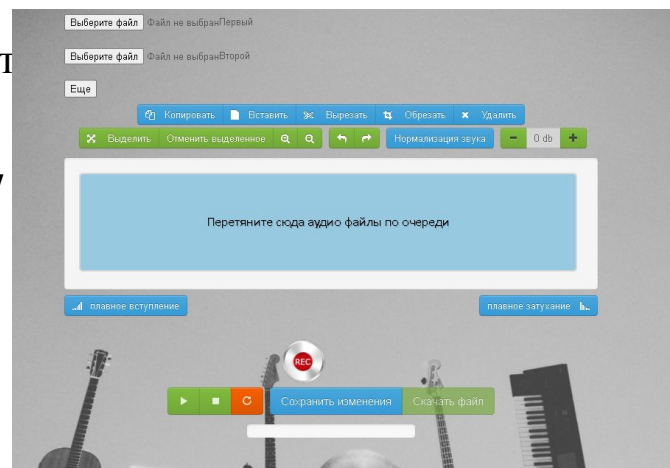 Выберите файл Файл не выбранПервый
Выберите файл Файл не выбранВторой
т
Еще
Копировать Вставить Вырезать Обрезать Удалить
Выделить Отменить выделенное Нормализация звука 0 db
Перетяните сюда аудио файлы по очереди
плавное вступление плавное затухание
REC
Сохранить изменения Скачать файл